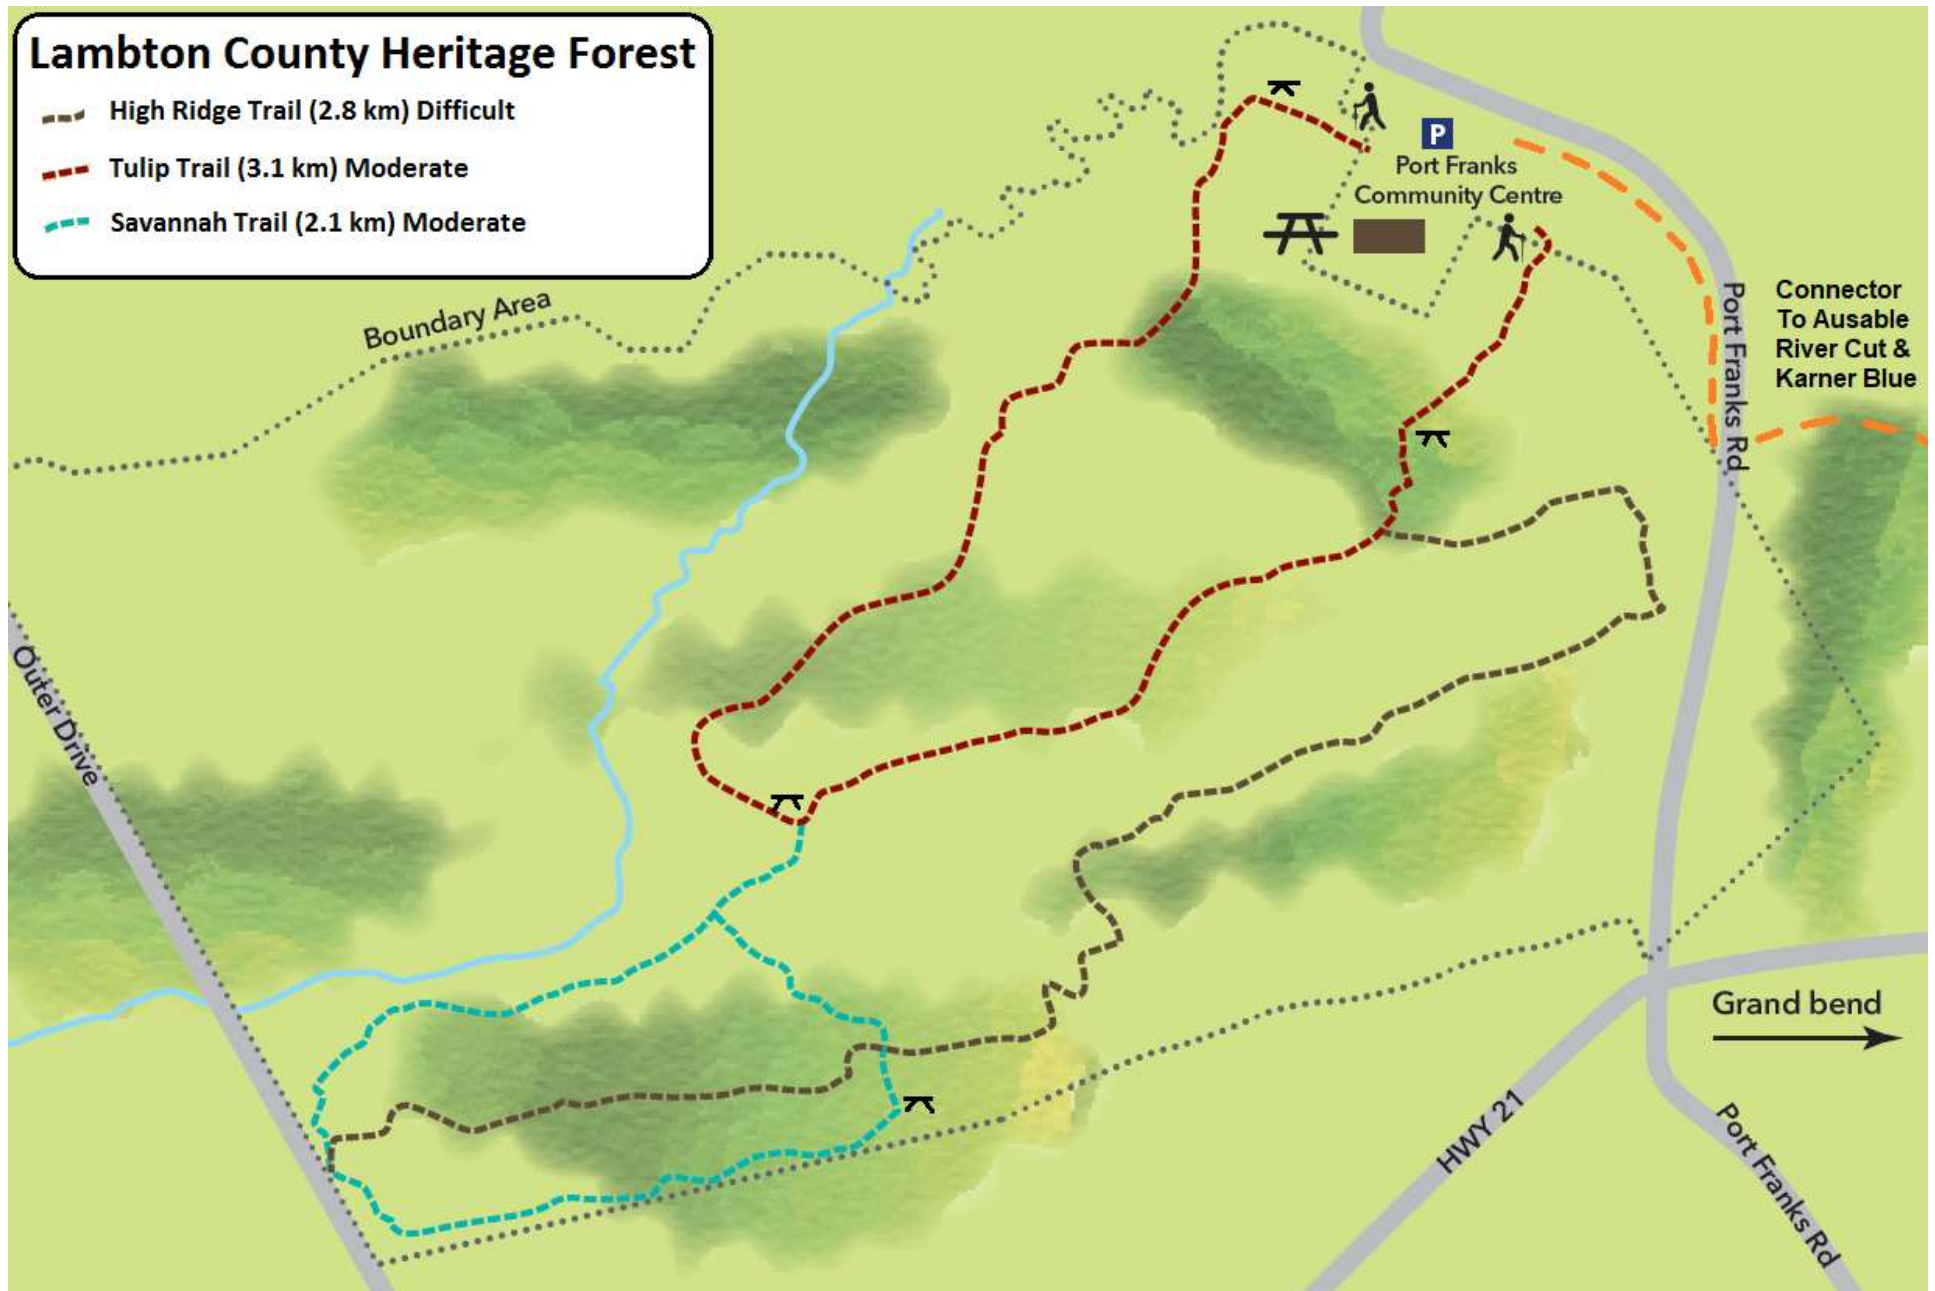 Lambton County Heritage Forest
High Ridge Trail (2.8 km) Difficult
Tulip Trail (3.1 km) Moderate
Savannah Trail (2.1 km) Moderate
P
Port Franks
Community Centre
Boundary Area
Port Franks Rd
Connector
To Ausable
River Cut &
Karner Blue
Outer Drive
Grand bend
HWY 21
Port Franks Rd